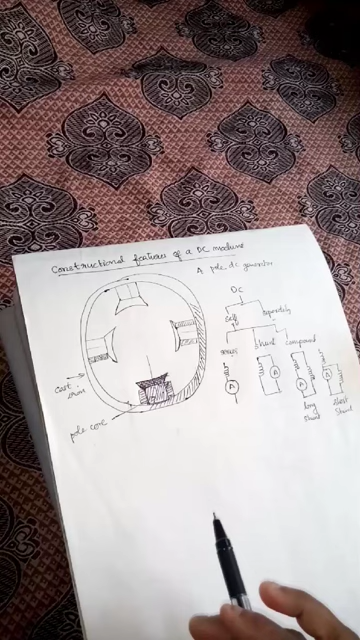 Constructional features of a DC machine
4 pole dc generator
DC
self
separately
series
shunt
compound
A
A
A
A
long
shunt
short
shunt
cast
iron
pole core